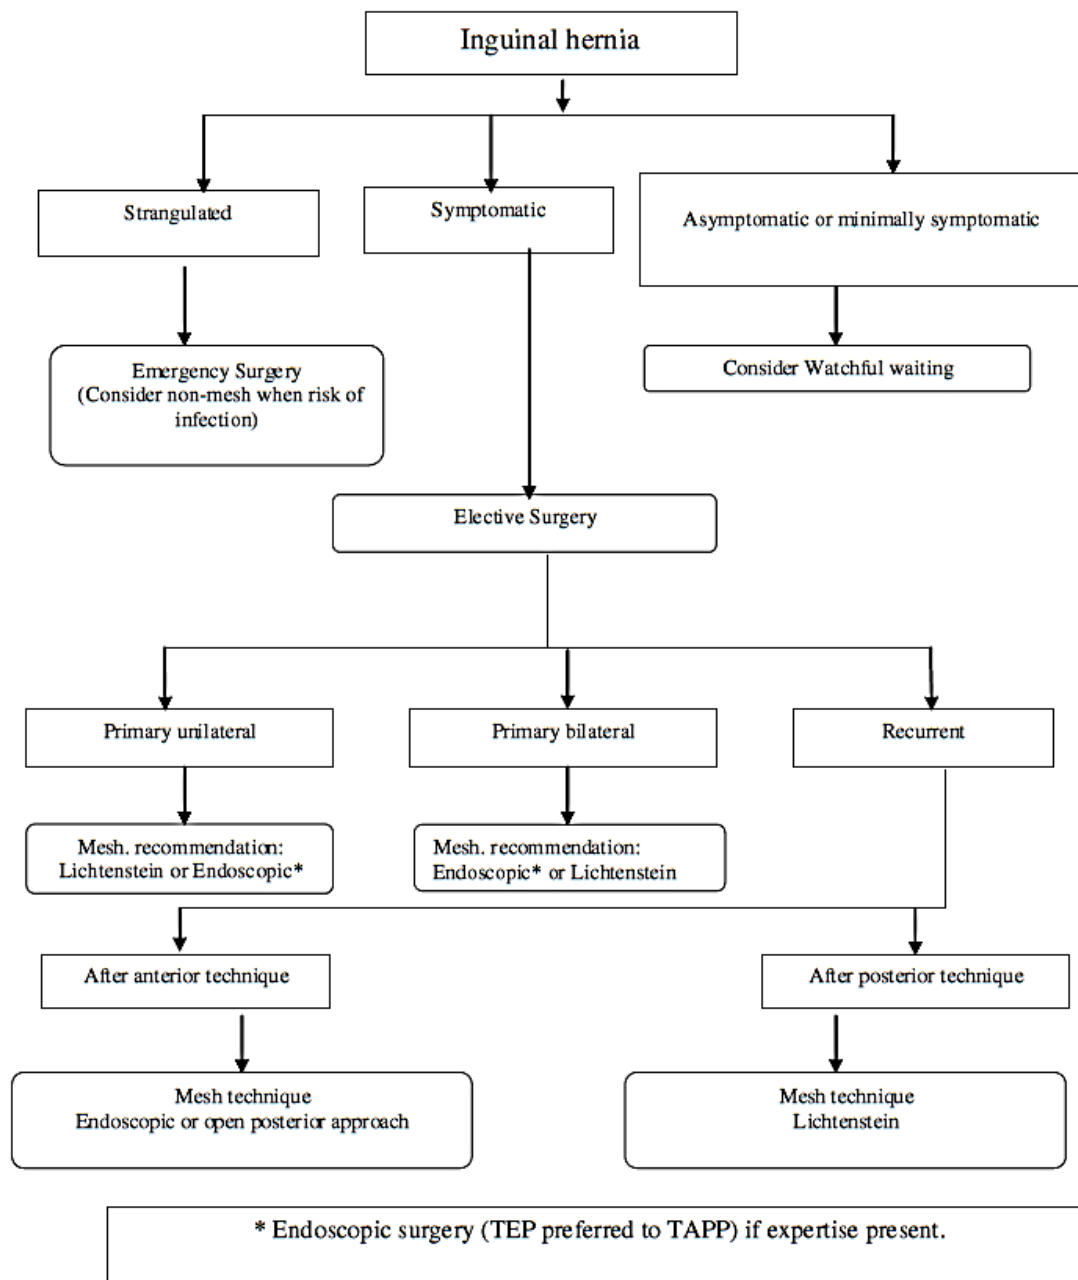 Inguinal hernia
Strangulated
Symptomatic
Asymptomatic or minimally symptomatic
Emergency Surgery
(Consider non-mesh when risk of
infection)
Consider Watchful waiting
Elective Surgery
Primary unilateral
Primary bilateral
Recurrent
Mesh. recommendation:
Lichtenstein or Endoscopic*
Mesh. recommendation:
Endoscopic* or Lichtenstein
After anterior technique
After posterior technique
Mesh technique
Endoscopic or open posterior approach
Mesh technique
Lichtenstein
* Endoscopic surgery (TEP preferred to TAPP) if expertise present.